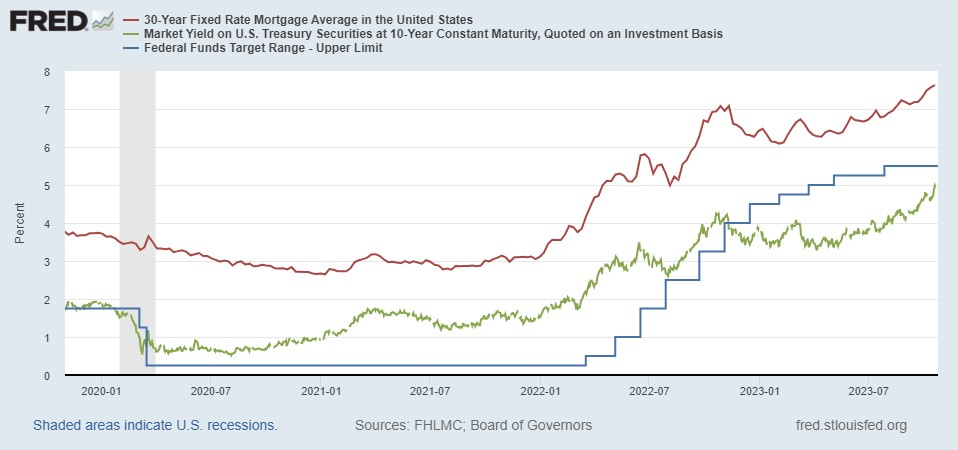 FRED
30-Year Fixed Rate Mortgage Average in the United States
Market Yield on U.S. Treasury Securities at 10-Year Constant Maturity, Quoted on an Investment Basis
Federal Funds Target Range - Upper Limit
8
7
6
5
4
3
2
1
0
Percent
2020-01 2020-07 2021-01 2021-07 2022-01 2022-07 2023-01 2023-07
Shaded areas indicate U.S. recessions. Sources: FHLMC; Board of Governors fred.stlouisfed.org